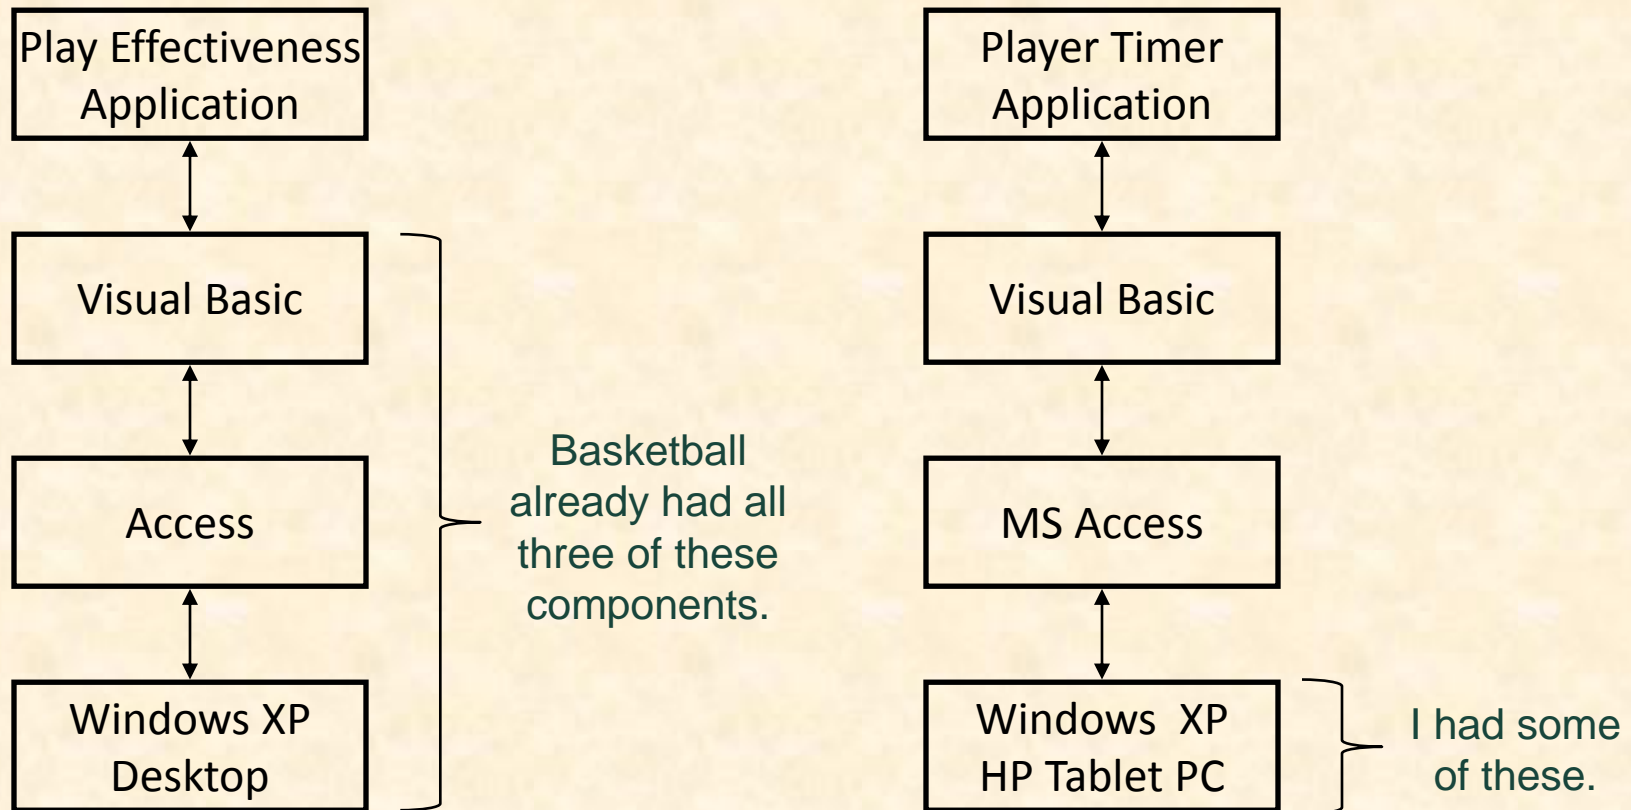 Play Effectiveness
Application
Visual Basic
Access
Windows XP
Desktop
Basketball
already had all
three of these
components.
Player Timer
Application
Visual Basic
MS Access
Windows XP
HP Tablet PC
I had some
of these.